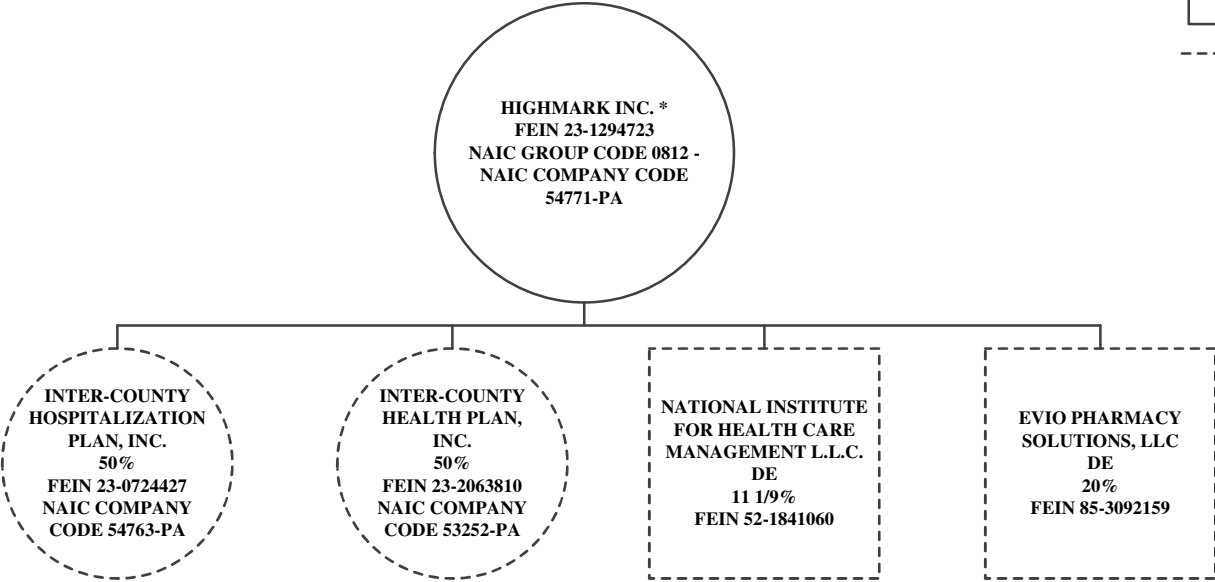 HIGHMARK INC. *
FEIN 23-1294723
NAIC GROUP CODE 0812 -
NAIC COMPANY CODE
54771-PA
INTER-COUNTY
HOSPITALIZATION
PLAN, INC.
50%
FEIN 23-0724427
NAIC COMPANY
CODE 54763-PA
INTER-COUNTY
HEALTH PLAN,
INC.
50%
FEIN 23-2063810
NAIC COMPANY
CODE 53252-PA
NATIONAL INSTITUTE
FOR HEALTH CARE
MANAGEMENT L.L.C.
DE
11 1/9%
FEIN 52-1841060
EVIO PHARMACY
SOLUTIONS, LLC
DE
20%
FEIN 85-3092159